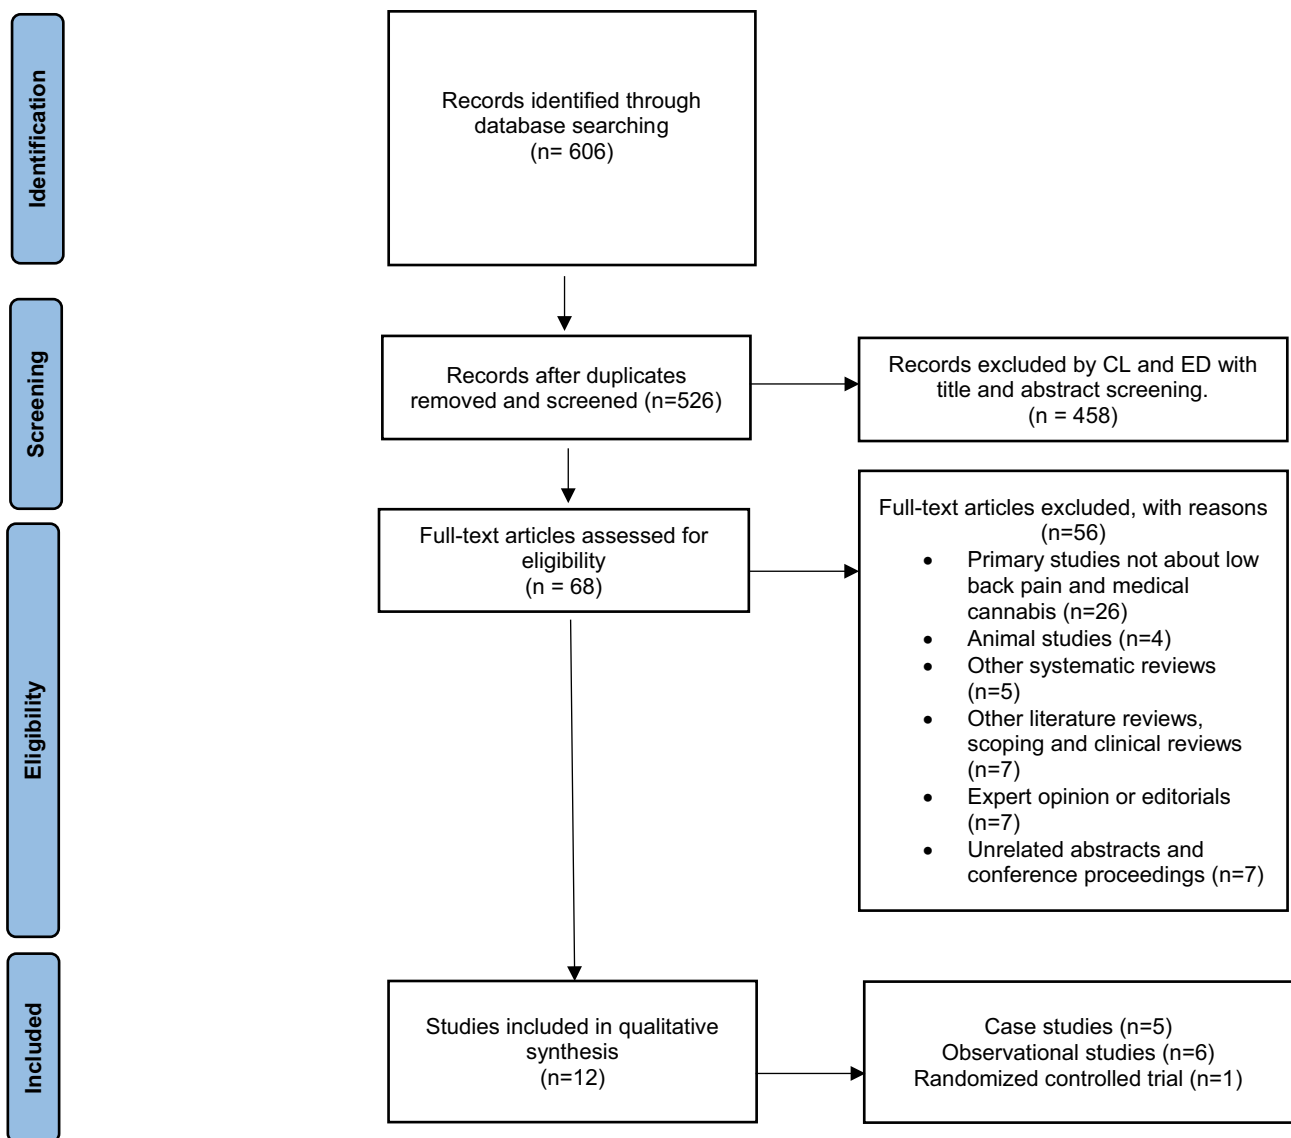 Identification
Records identified through
database searching
(n= 606)
Screening
Records after duplicates
removed and screened (n=526)
Records excluded by CL and ED with
title and abstract screening.
(n = 458)
Eligibility
Full-text articles assessed for
eligibility
(n = 68)
Full-text articles excluded, with reasons
(n=56)
• Primary studies not about low
back pain and medical
cannabis (n=26)
• Animal studies (n=4)
• Other systematic reviews
(n=5)
• Other literature reviews,
scoping and clinical reviews
(n=7)
• Expert opinion or editorials
(n=7)
• Unrelated abstracts and
conference proceedings (n=7)
Included
Studies included in qualitative
synthesis
(n=12)
Case studies (n=5)
Observational studies (n=6)
Randomized controlled trial (n=1)